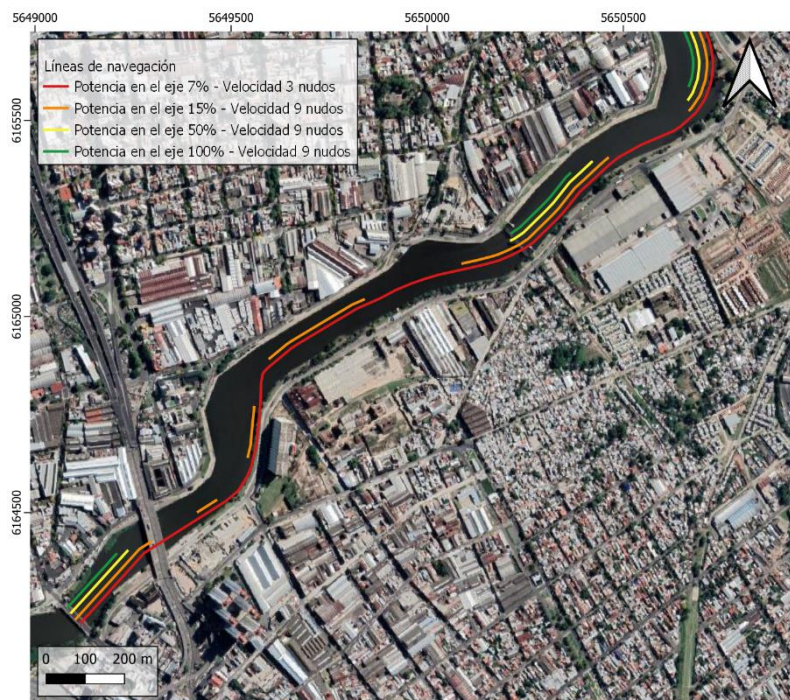 5649000 5649500 5650000 5650500
Líneas de navegación
Potencia en el eje 7% - Velocidad 3 nudos
Potencia en el eje 15% - Velocidad 9 nudos
Potencia en el eje 50% - Velocidad 9 nudos
Potencia en el eje 100% - Velocidad 9 nudos
6165500
6165000
6164500
0 100 200 m